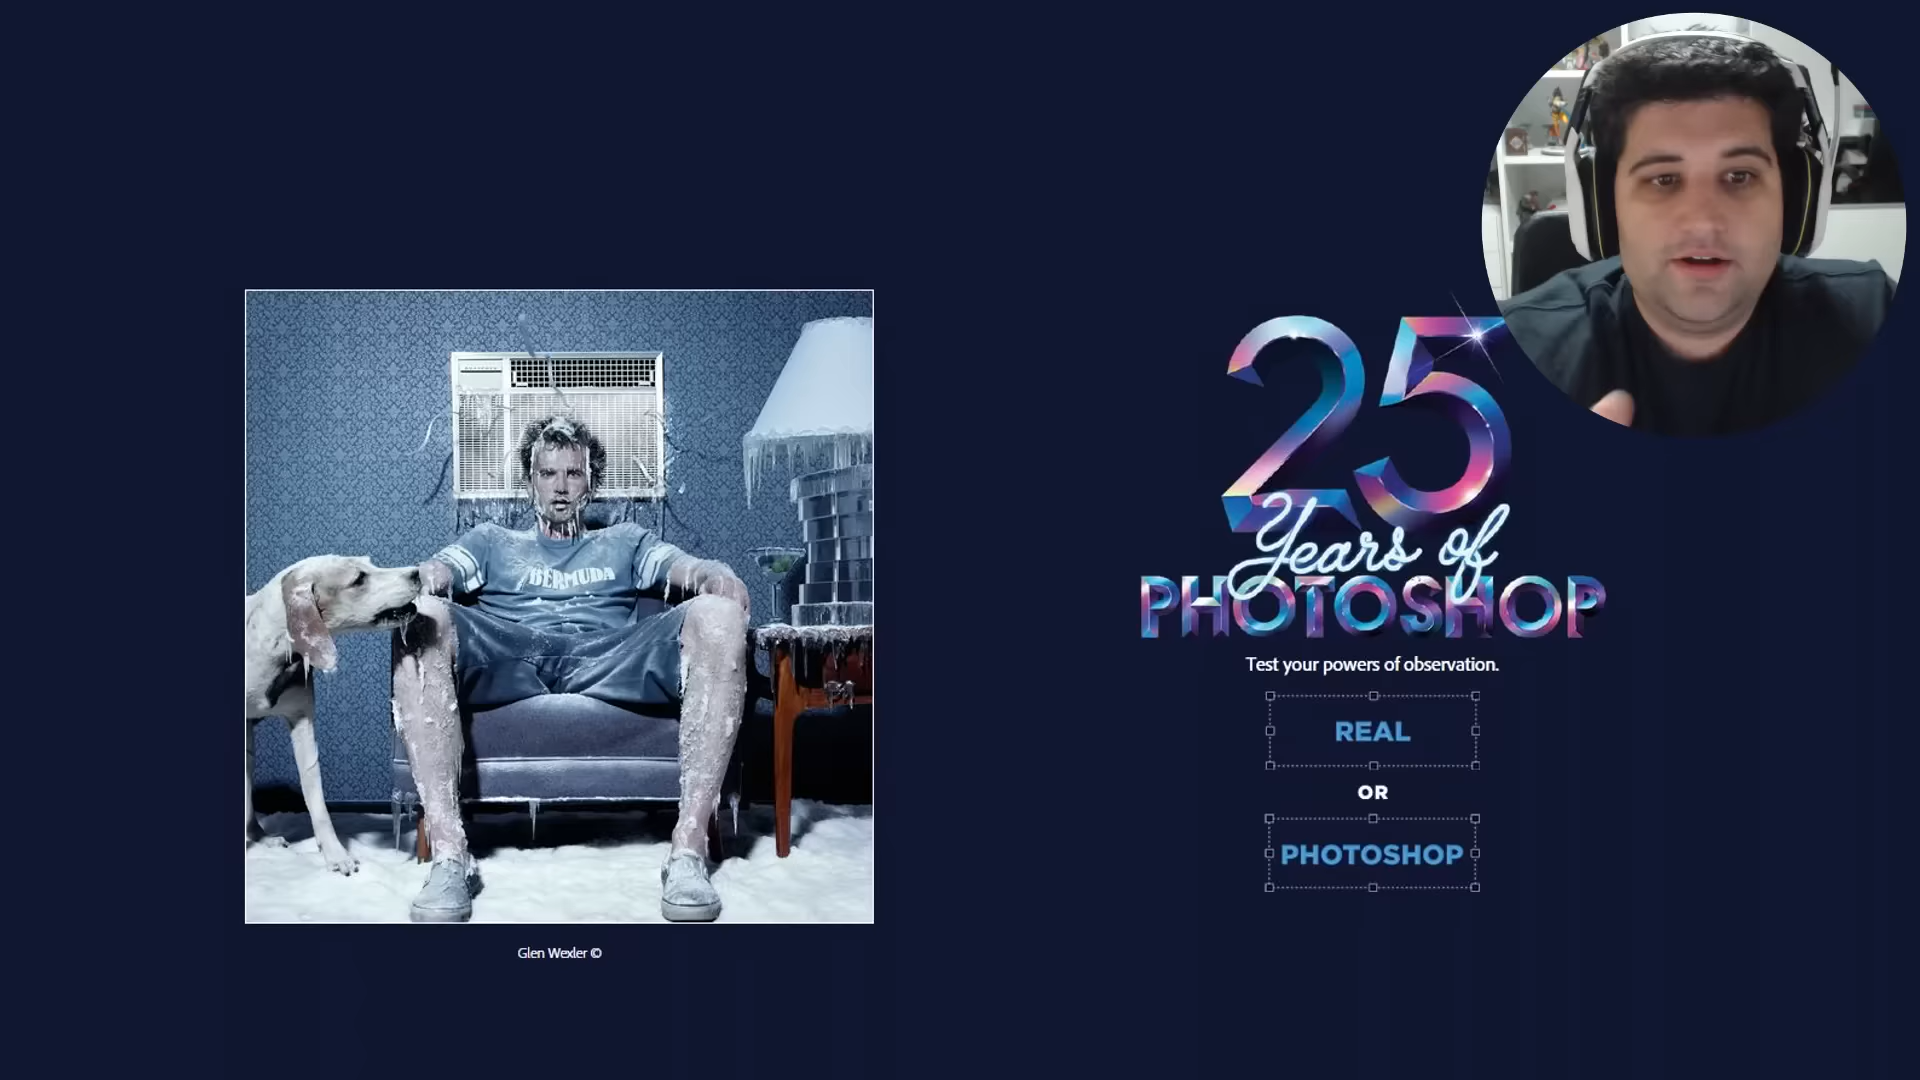 BERMUDA
Glen Wexler ©
25
Years of
PHOTOSHOP
Test your powers of observation.
REAL
OR
PHOTOSHOP